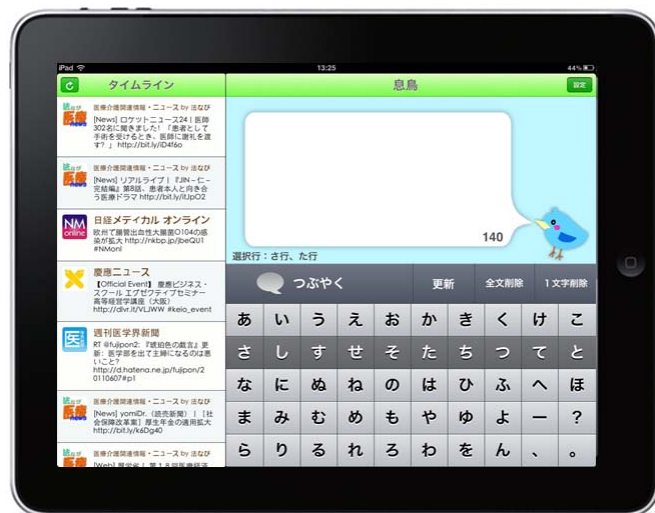 iPad
13:25
44%
タイムライン
医療介護関連情報・ニュース by 法なび
[News] ロケットニュース24 | 医師
302名に聞きました！「患者として
手術を受けるとき、医師に謝礼を渡
す？」 http://bit.ly/iD4f6o
医療介護関連情報・ニュース by 法なび
[News] リアルライブ | 『JIN－仁－
完結編』第8話、患者本人と向き合
う医療ドラマ http://bit.ly/itJpO2
NM
online
日経メディカル オンライン
欧州で腸管出血性大腸菌O104の感
染が拡大 http://nkbp.jp/jbeQU1
#NMonl
慶應ニュース
【Official Event】慶應ビジネス・
スクール エグゼクティブセミナー
高等経営学講座（大阪）
http://dlvr.it/VLJWW #keio_event
医
週刊医学界新聞
RT @fujipon2: 『琥珀色の戯言』更
新：医学部を出て主婦になるのは悪
いこと?
http://d.hatena.ne.jp/fujipon/2
0110607#p1
医療介護関連情報・ニュース by 法なび
[News] yomiDr.（読売新聞） | ［社
会保障改革案］厚生年金の適用拡大
http://bit.ly/k6Dg40
医療介護関連情報・ニュース by 法なび
息鳥
設定
140
選択行：さ行、た行
つぶやく 更新 全文削除 1文字削除
あ い う え お か き く け こ
さ し す せ そ た ち つ て と
な に ぬ ね の は ひ ふ へ ほ
ま み む め も や ゆ よ ー ？
ら り る れ ろ わ を ん 、 。